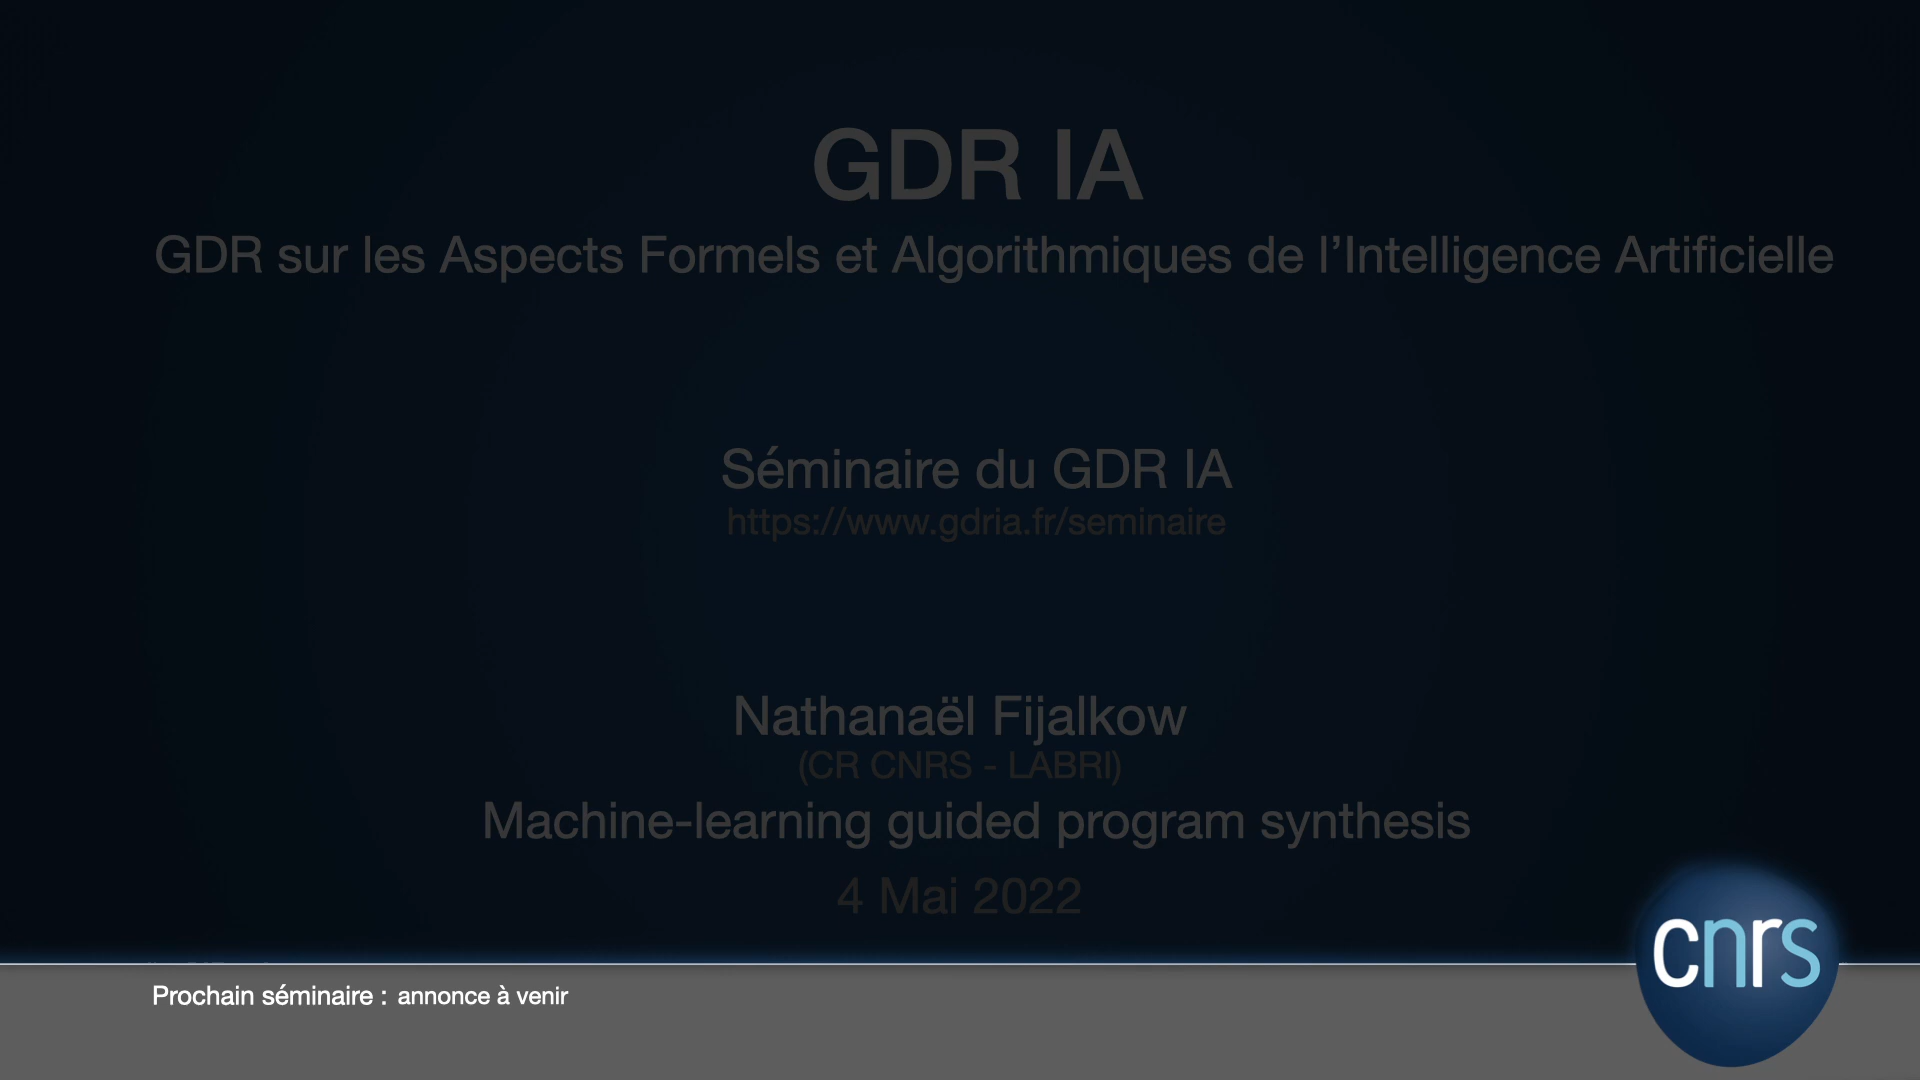 GDR IA
GDR sur les Aspects Formels et Algorithmiques de l’Intelligence Artificielle
Séminaire du GDR IA
https://www.gdria.fr/seminaire
Nathanaël Fijalkow
(CR CNRS - LABRI)
Machine-learning guided program synthesis
4 Mai 2022
cnrs
Prochain séminaire : annonce à venir